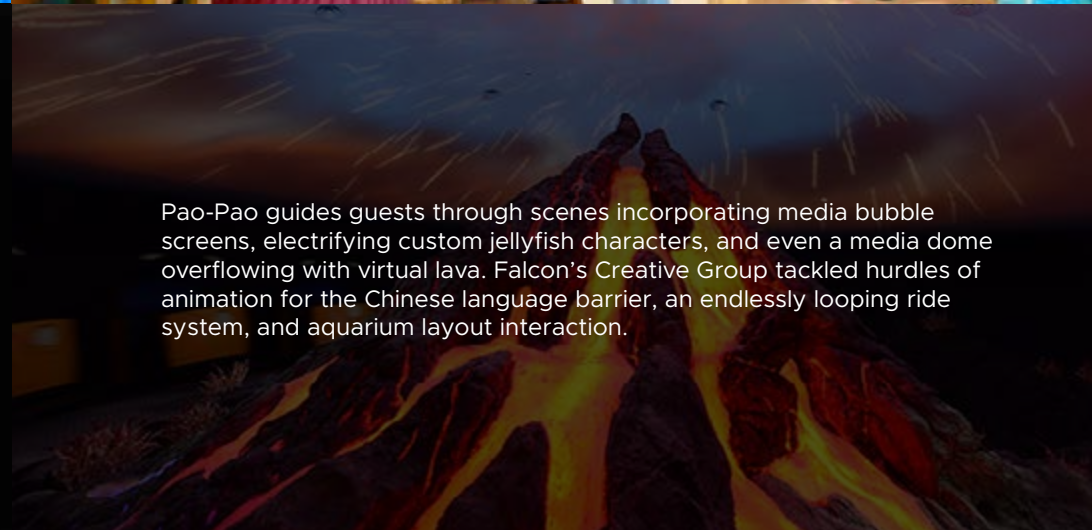 Pao-Pao guides guests through scenes incorporating media bubble
screens, electrifying custom jellyfish characters, and even a media dome
overflowing with virtual lava. Falcon’s Creative Group tackled hurdles of
animation for the Chinese language barrier, an endlessly looping ride
system, and aquarium layout interaction.